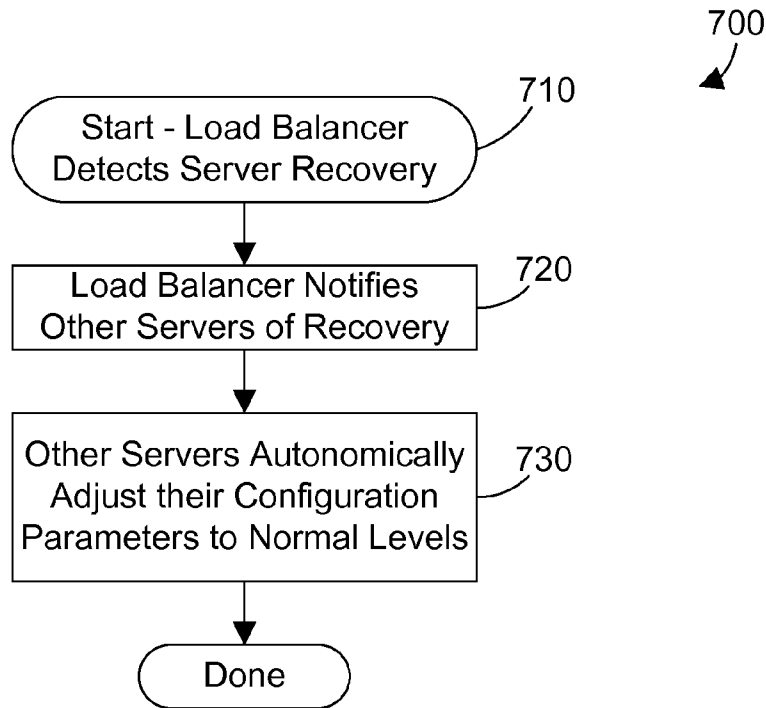 700
710
Start - Load Balancer
Detects Server Recovery
720
Load Balancer Notifies
Other Servers of Recovery
730
Other Servers Autonomically
Adjust their Configuration
Parameters to Normal Levels
Done